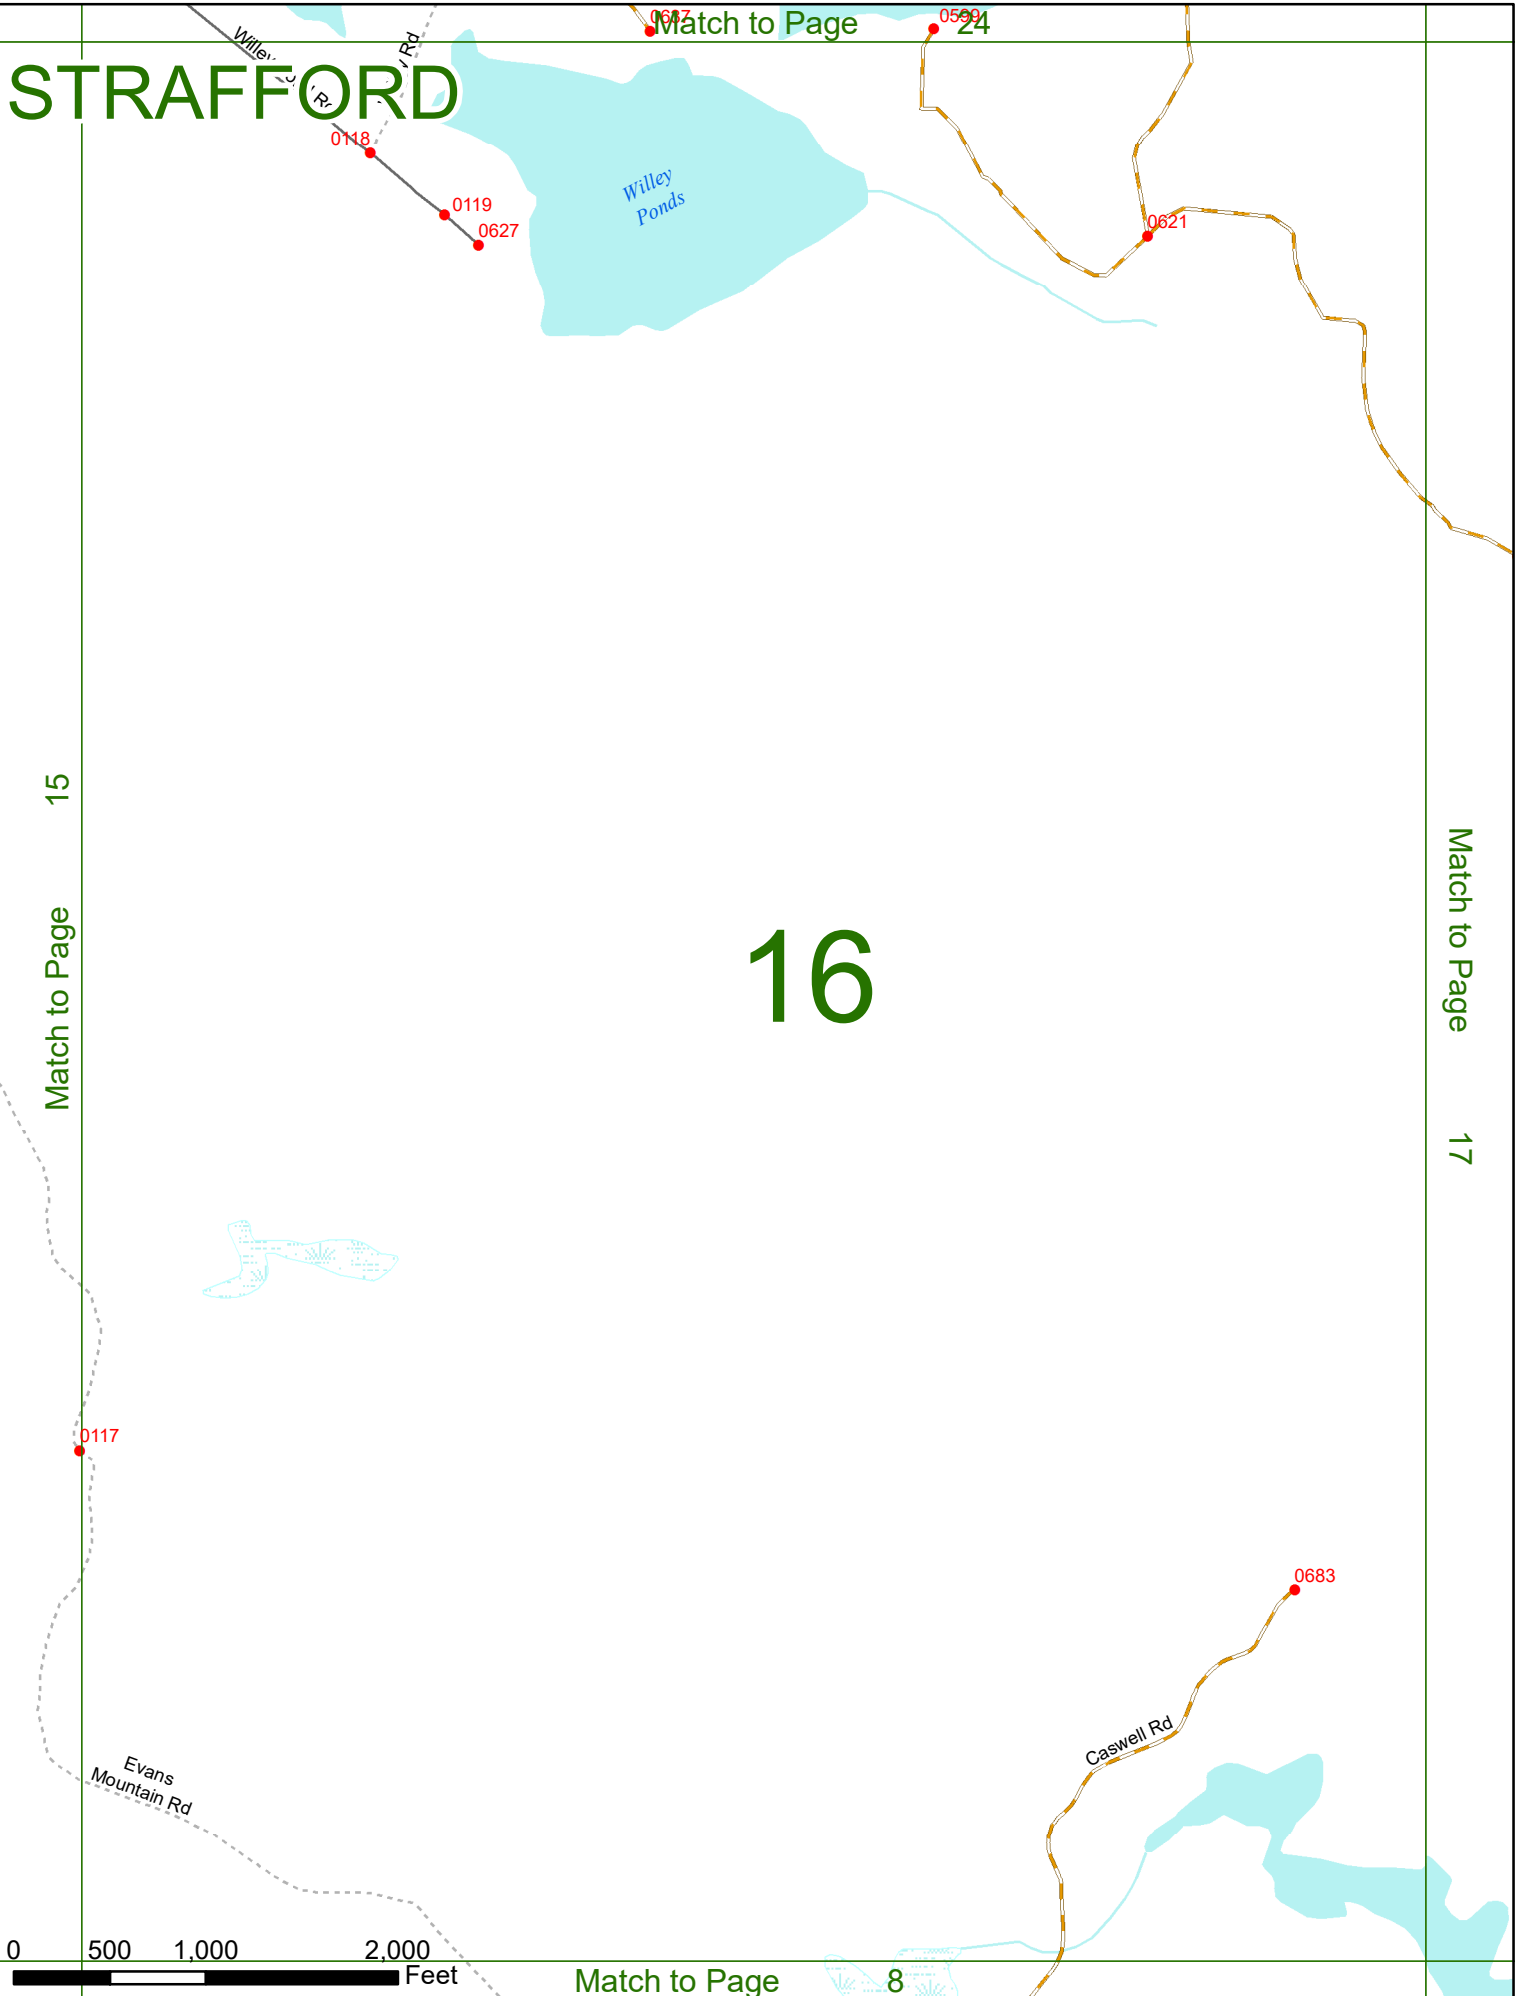 Match to Page 24
0599
STRAFFORD
Willey
Rd
0118
0119
0627
Willey
Ponds
0621
Match to Page 15
16
Match to Page 17
0117
0683
Caswell Rd
Evans
Mountain Rd
0 500 1,000 2,000
Feet
Match to Page 8